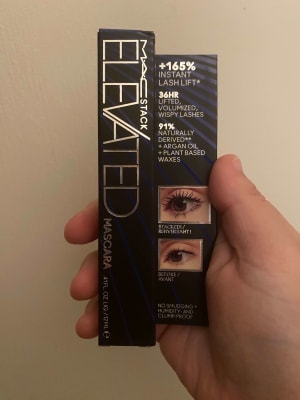 MAC STACK
ELEVATED
MASCARA
+165%
INSTANT
LASH LIFT*
36HR
LIFTED,
VOLUMIZED,
WISPY LASHES
91%
NATURALLY
DERIVED**
+ ARGAN OIL
+ PLANT BASED
WAXES
BEFORE/
AVANT
NO SMUDGING +
HUMIDITY- AND
CLUMP-PROOF